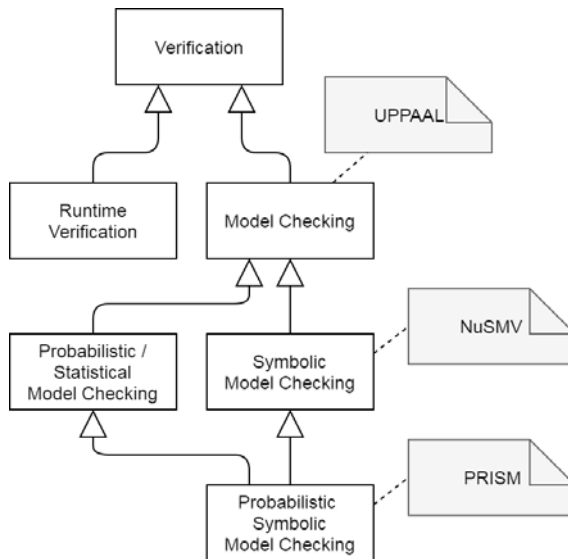 Verification
UPPAAL
Runtime
Verification
Model Checking
NuSMV
Probabilistic /
Statistical
Model Checking
Symbolic
Model Checking
PRISM
Probabilistic
Symbolic
Model Checking